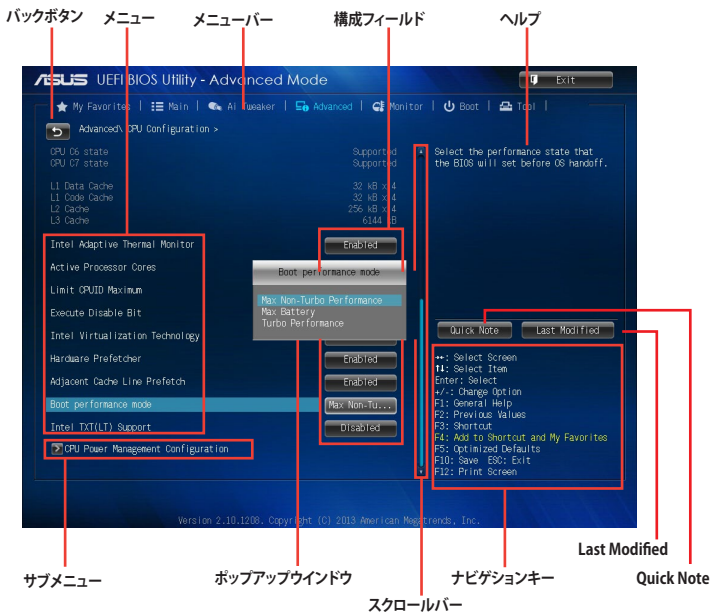 バックボタン
メニュー
メニューバー
構成フィールド
ヘルプ
ASUS UEFI BIOS Utility - Advanced Mode
Exit
My Favorites
Main
Ai Tweaker
Advanced
Monitor
Boot
Tool
Advanced\ CPU Configuration >
CPU C6 state Supported
CPU C7 state Supported
L1 Data Cache 32 kB x 4
L1 Code Cache 32 kB x 4
L2 Cache 256 kB x 4
L3 Cache 6144 kB
Select the performance state that
the BIOS will set before OS handoff.
Intel Adaptive Thermal Monitor Enabled
Active Processor Cores
Limit CPUID Maximum
Execute Disable Bit
Intel Virtualization Technology
Hardware Prefetcher Enabled
Adjacent Cache Line Prefetch Enabled
Boot performance mode Max Non-Tu...
Intel TXT(LT) Support Disabled
CPU Power Management Configuration
Boot performance mode
Max Non-Turbo Performance
Max Battery
Turbo Performance
Quick Note
Last Modified
→←: Select Screen
↑↓: Select Item
Enter: Select
+/-: Change Option
F1: General Help
F2: Previous Values
F3: Shortcut
F4: Add to Shortcut and My Favorites
F5: Optimized Defaults
F10: Save ESC: Exit
F12: Print Screen
Version 2.10.1208. Copyright (C) 2013 American Megatrends, Inc.
サブメニュー
ポップアップウインドウ
スクロールバー
ナビゲションキー
Last Modified
Quick Note